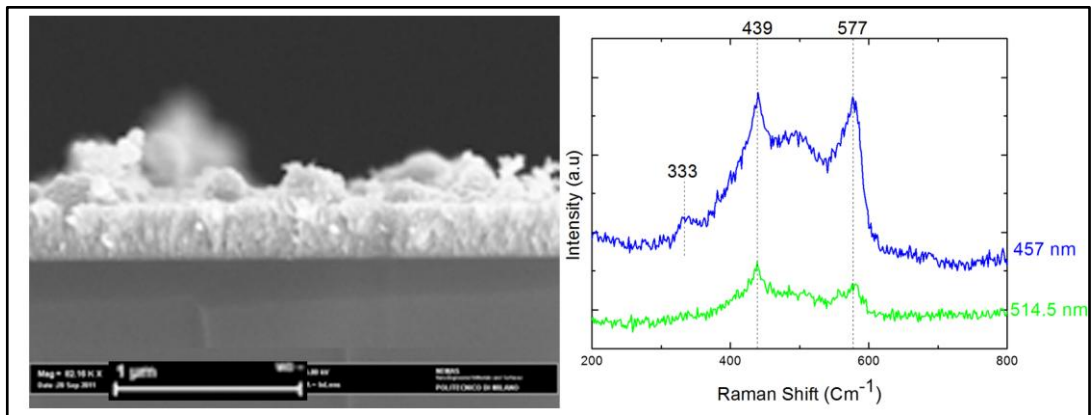 Mag = 82.16 K X
Date :28 Sep 2011
1 µm
NEMAS
POLITECNICO DI MILANO
439
577
333
457 nm
514.5 nm
Intensity (a.u)
200
400
600
800
Raman Shift (Cm-1)